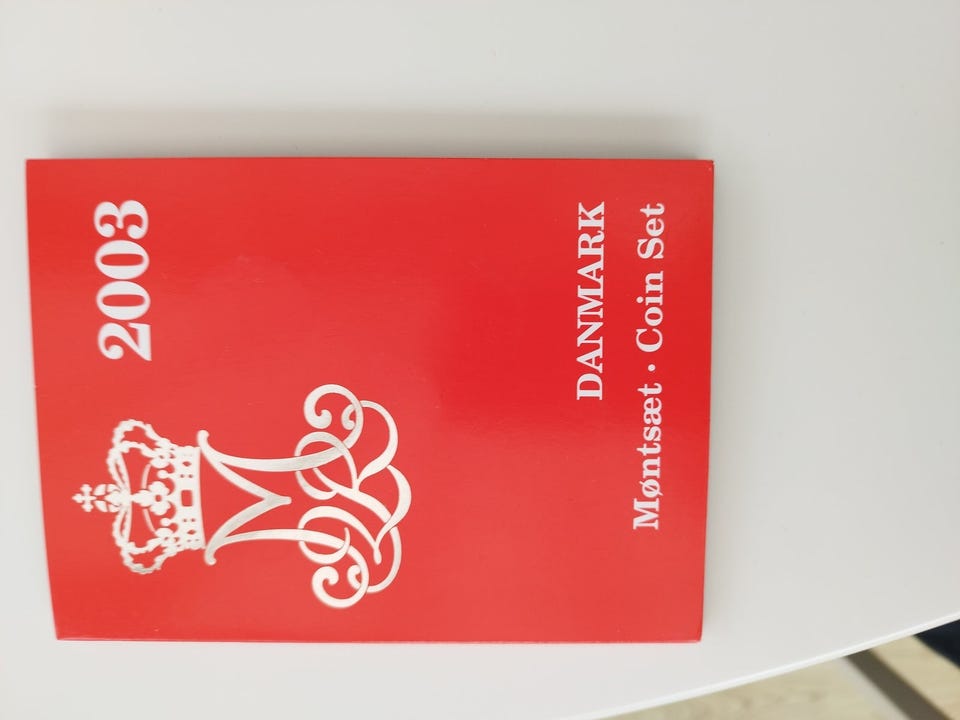 2003
DANMARK
Møntsæt · Coin Set